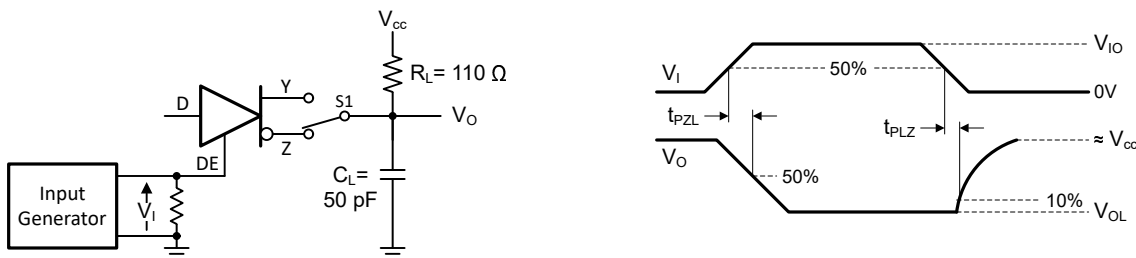 Vcc
RL= 110 Ω
D
Y
S1
VO
Z
DE
CL=
50 pF
Input
Generator
VI
VI
50%
VIO
0V
tPZL
tPLZ
VO
50%
≈ Vcc
10%
VOL